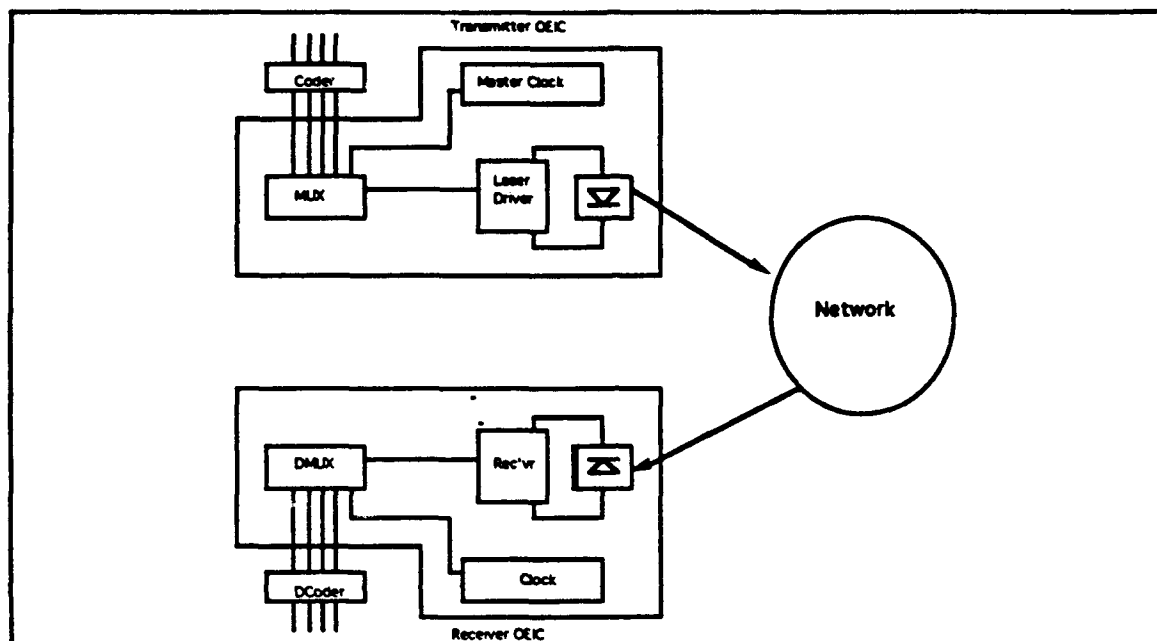 Transmitter OEIC
Coder
Master Clock
MUX
Laser
Driver
Network
DMUX
Rec'vr
DCoder
Clock
Receiver OEIC